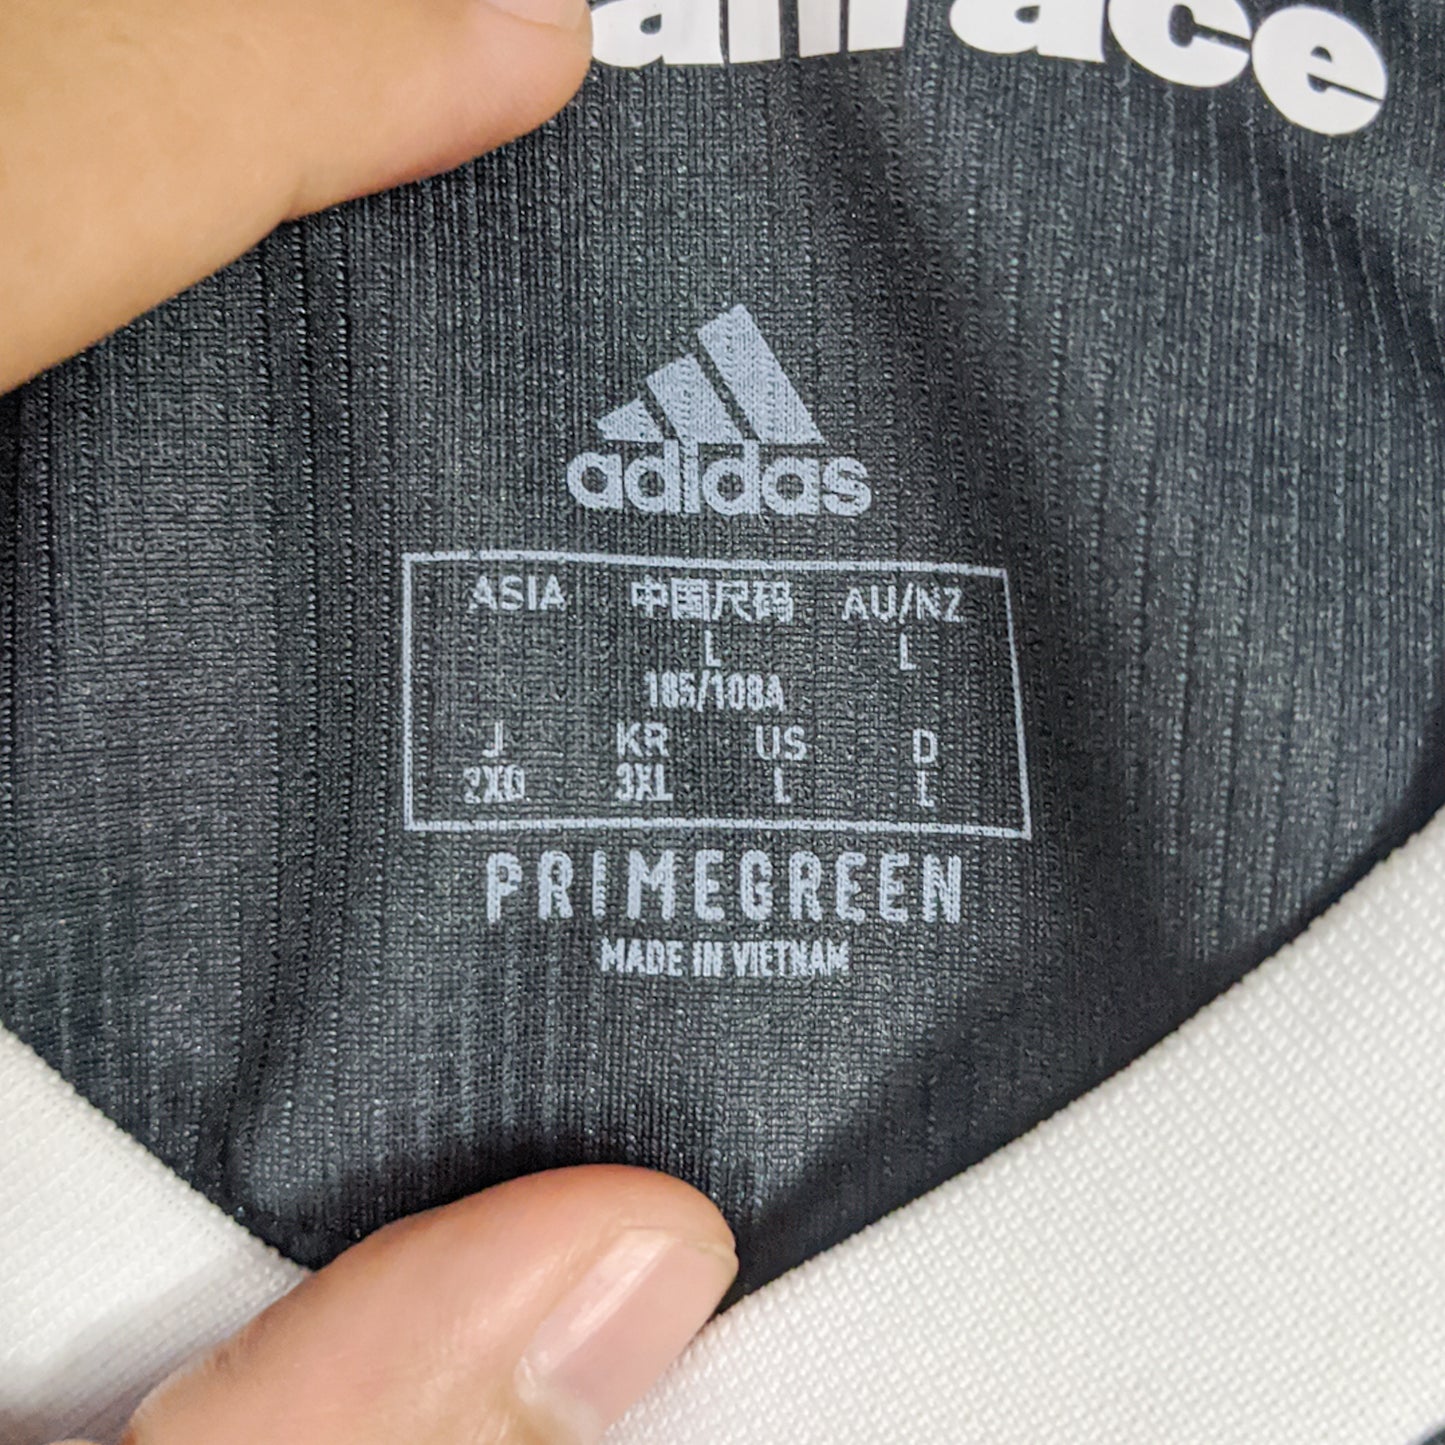 adidas
ASIA 中国尺码 AU/NZ
L L
185/108A
J KR US D
2XO 3XL L L
PRIMEGREEN
MADE IN VIETNAM